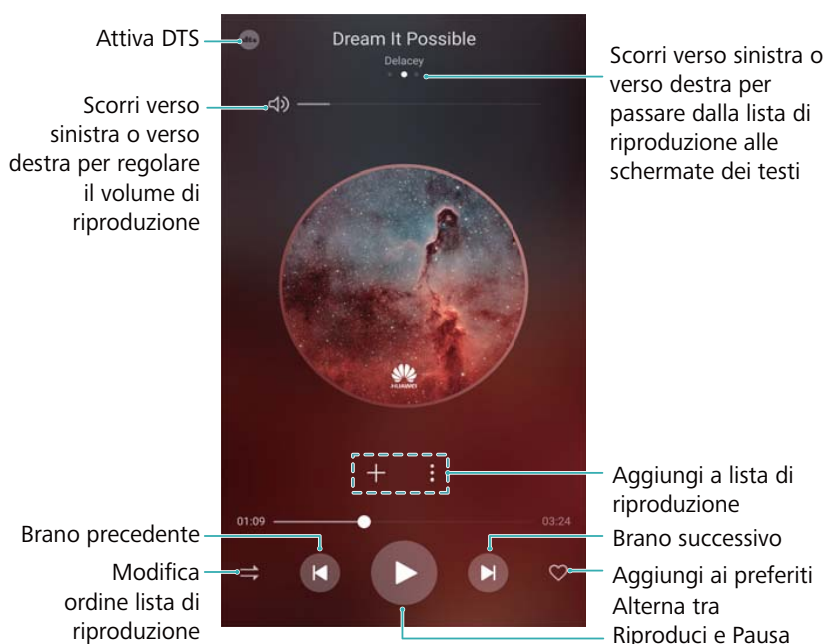 Attiva DTS
dts
Dream It Possible
Delacey
Scorri verso sinistra o
verso destra per
passare dalla lista di
riproduzione alle
schermate dei testi
Scorri verso
sinistra o verso
destra per regolare
il volume di
riproduzione
HUAWEI
Aggiungi a lista di
riproduzione
01:09
03:24
Brano precedente
Brano successivo
Modifica
ordine lista di
riproduzione
Aggiungi ai preferiti
Alterna tra
Riproduci e Pausa